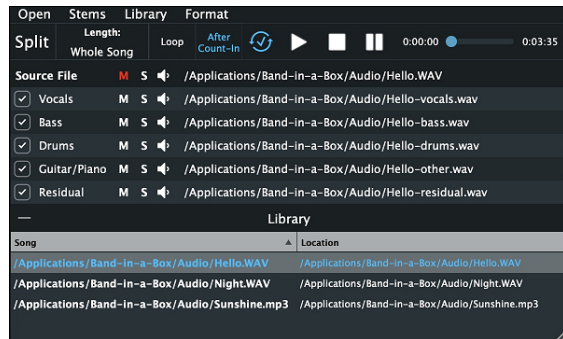 Open Stems Library Format
Split Length: Whole Song Loop After Count-In 0:00:00 0:03:35
Source File M S /Applications/Band-in-a-Box/Audio/Hello.WAV
Vocals M S /Applications/Band-in-a-Box/Audio/Hello-vocals.wav
Bass M S /Applications/Band-in-a-Box/Audio/Hello-bass.wav
Drums M S /Applications/Band-in-a-Box/Audio/Hello-drums.wav
Guitar/Piano M S /Applications/Band-in-a-Box/Audio/Hello-other.wav
Residual M S /Applications/Band-in-a-Box/Audio/Hello-residual.wav
Library
Song Location
/Applications/Band-in-a-Box/Audio/Hello.WAV /Applications/Band-in-a-Box/Audio/Hello.WAV
/Applications/Band-in-a-Box/Audio/Night.WAV /Applications/Band-in-a-Box/Audio/Night.WAV
/Applications/Band-in-a-Box/Audio/Sunshine.mp3 /Applications/Band-in-a-Box/Audio/Sunshine.mp3